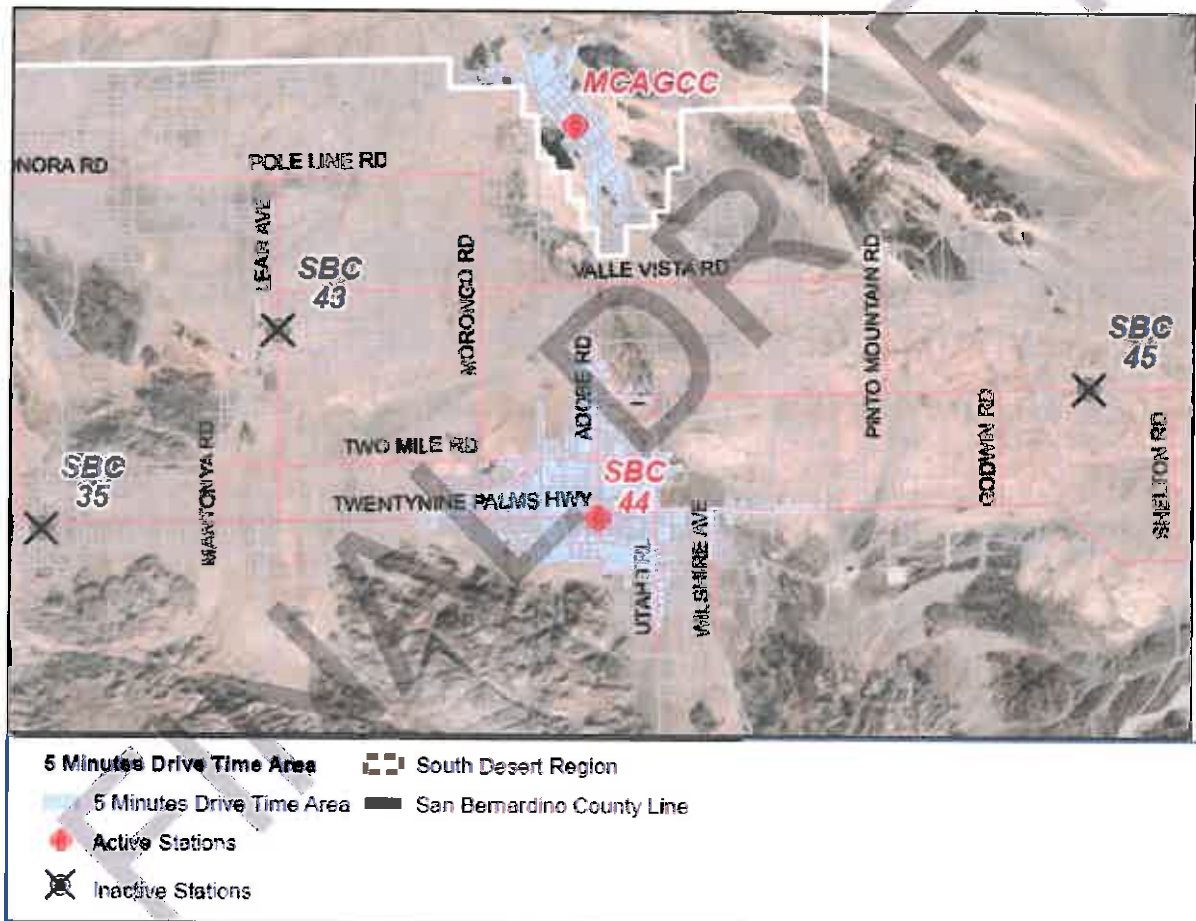 MCAGCC
NORA RD
POLE LINE RD
LEAR AVE
SBC
43
MORONGO RD
VALLE VISTA RD
PINTO MOUNTAIN RD
SBC
45
ADOBE RD
GODWIN RD
SHELTON RD
TWO MILE RD
SBC
35
SBC
44
TWENTYNINE PALMS HWY
UTAH TRL
WILSHIRE AVE
FINAL DRAFT
5 Minutes Drive Time Area
South Desert Region
5 Minutes Drive Time Area
San Bernardino County Line
Active Stations
Inactive Stations